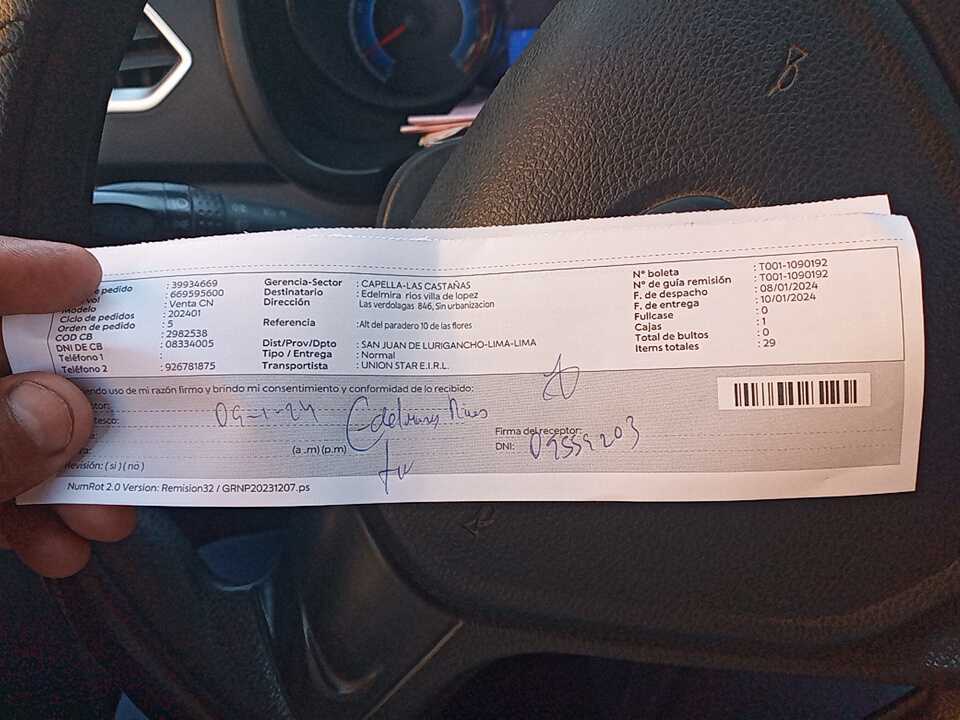 e pedido : 39934669
vol : 669595600
Modelo : Venta CN
Ciclo de pedidos : 202401
Orden de pedido : 5
COD CB : 2982538
DNI DE CB : 08334005
Teléfono 1 :
Teléfono 2 : 926781875
Gerencia-Sector : CAPELLA-LAS CASTAÑAS
Destinatario : Edelmira rios villa de lopez
Dirección Las verdolagas 846, Sin urbanizacion
Referencia :Alt del paradero 10 de las flores
Dist/Prov/Dpto : SAN JUAN DE LURIGANCHO-LIMA-LIMA
Tipo / Entrega : Normal
Transportista : UNION STAR E.I.R.L.
N° boleta : T001-1090192
N° de guía remisión : T001-1090192
F. de despacho : 08/01/2024
F. de entrega : 10/01/2024
Fullcase : 0
Cajas : 1
Total de bultos : 0
Items totales : 29
iendo uso de mi razón firmo y brindo mi consentimiento y conformidad de lo recibido:
ptor:
09-1-24
tesco:
(a .m) (p.m)
Firma del receptor:
DNI: 09559203
Revisión: ( si ) ( no )
NumRot 2.0 Version: Remision32 / GRNP20231207.ps